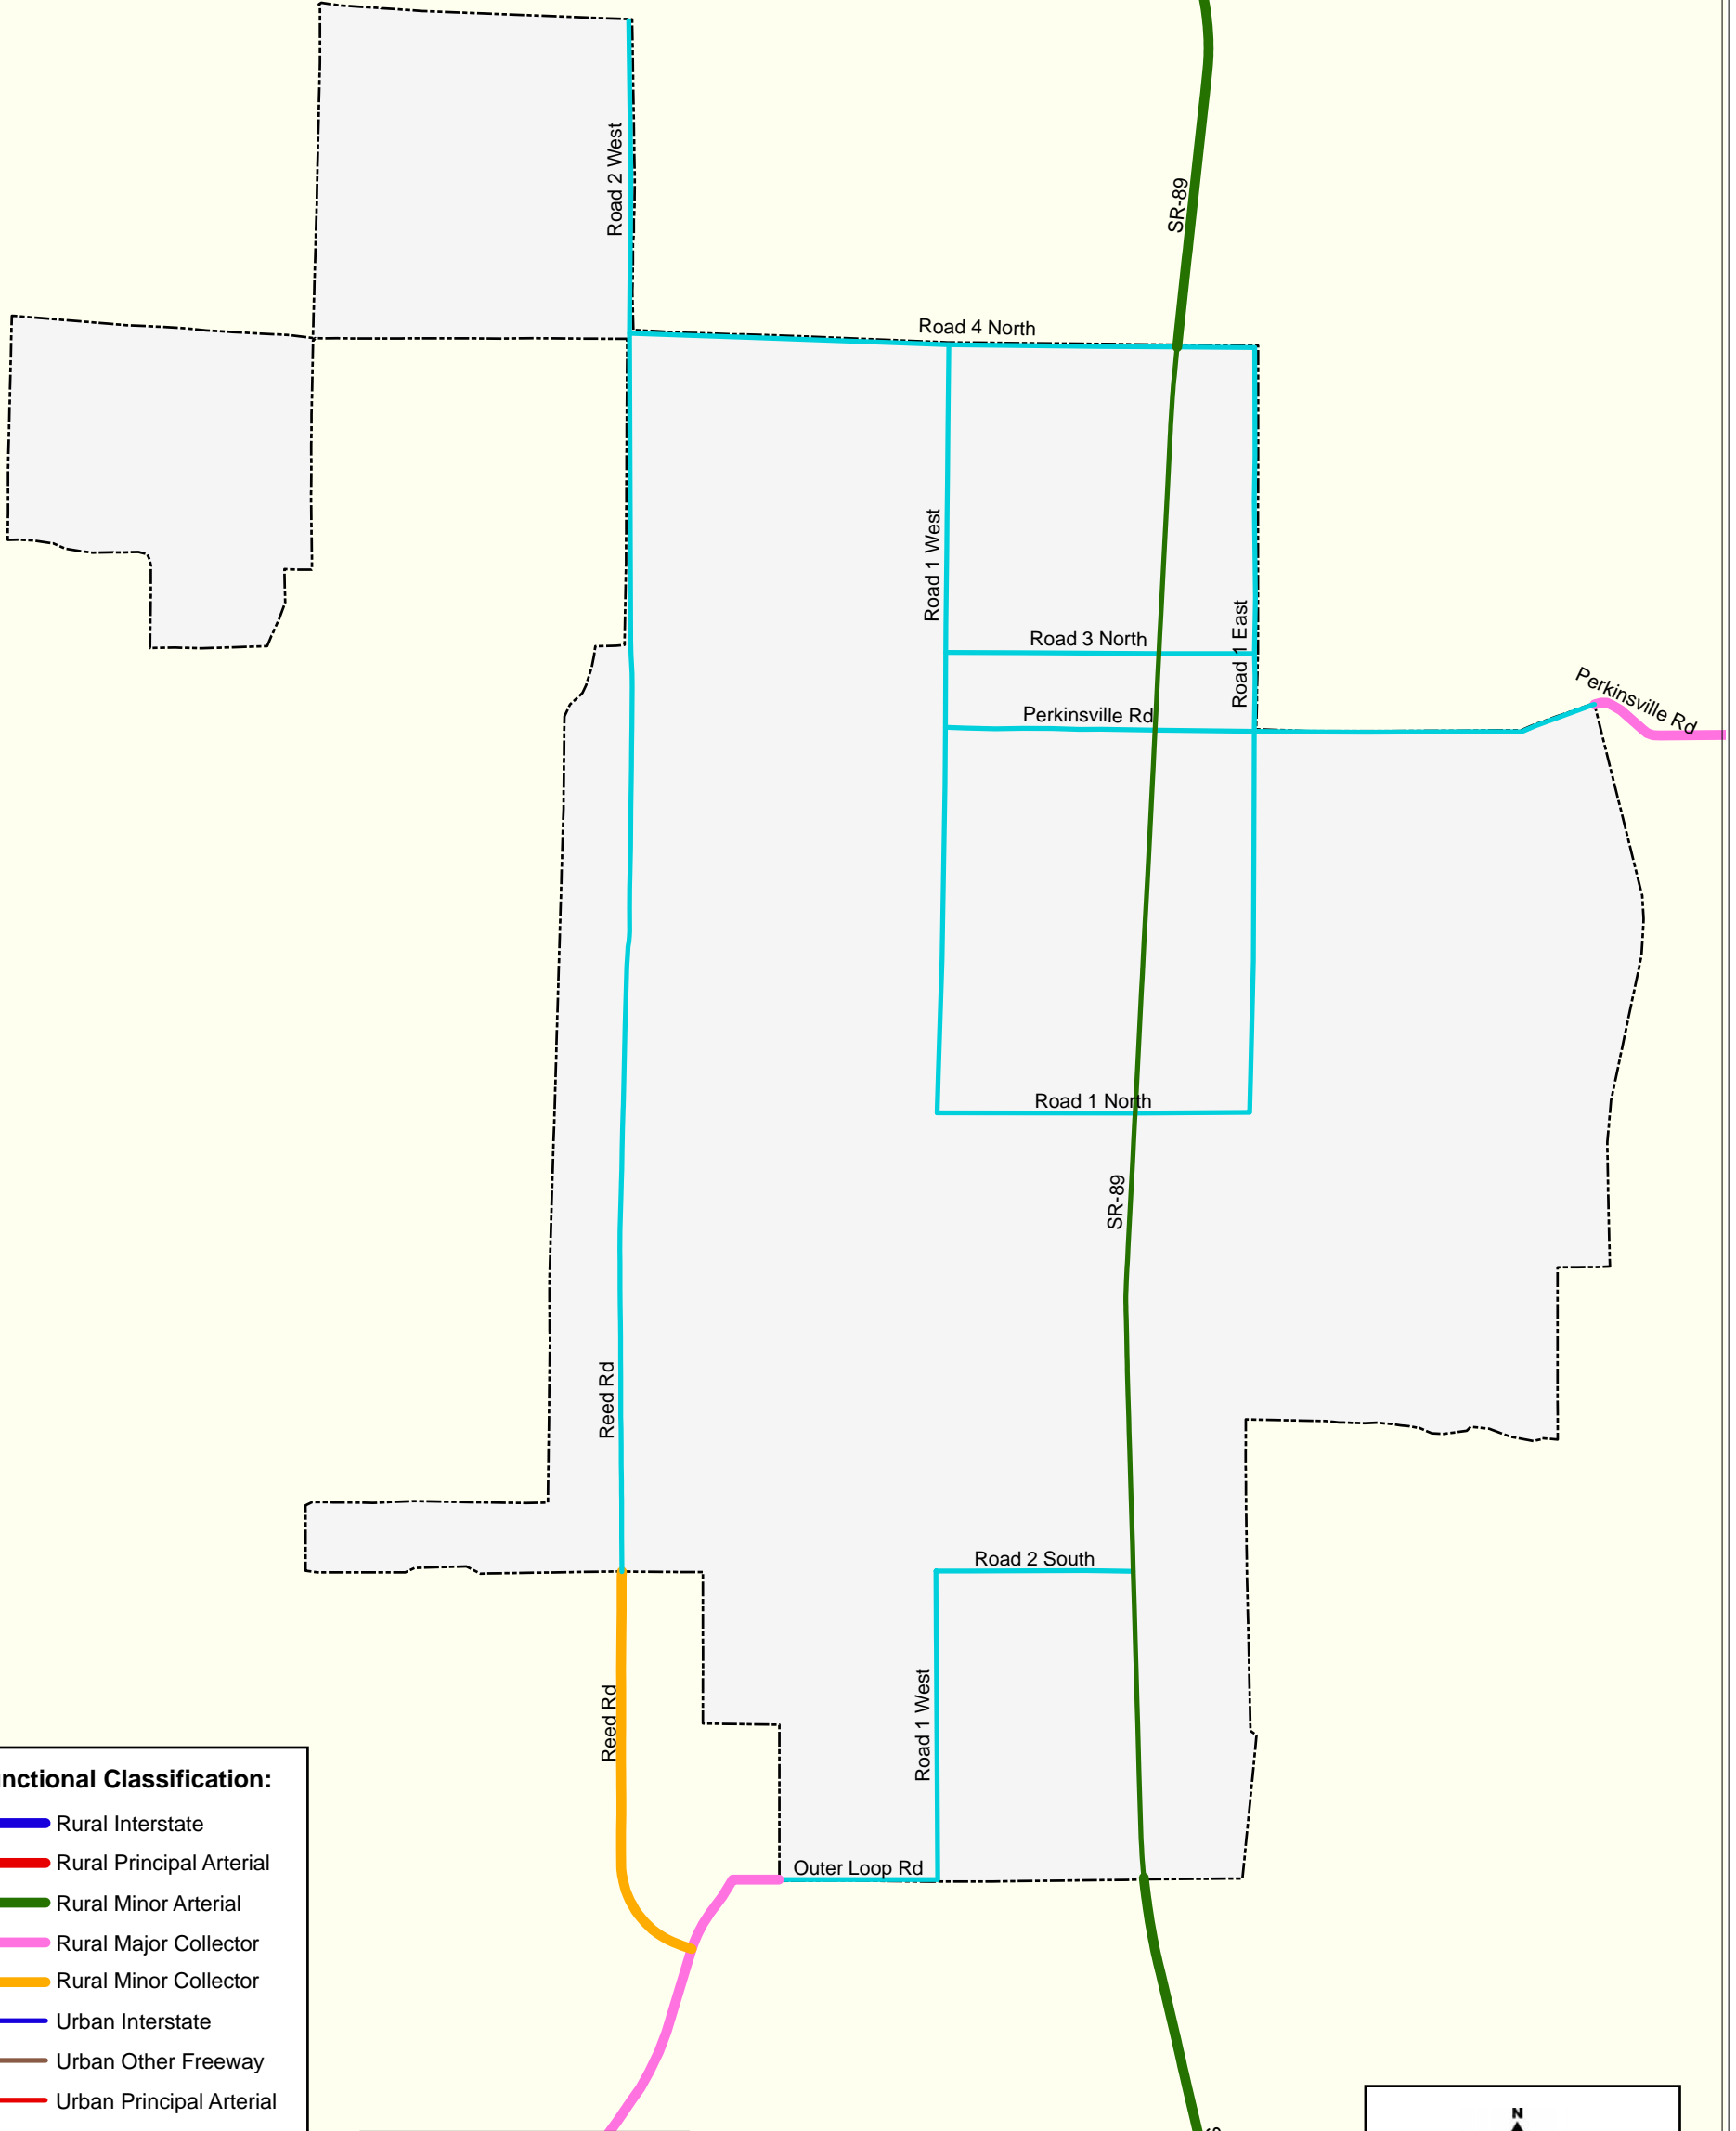 Road 2 West
SR-89
Road 4 North
Road 1 West
Road 1 East
Road 3 North
Perkinsville Rd
Perkinsville Rd
Road 1 North
SR-89
Reed Rd
Road 2 South
Reed Rd
Road 1 West
Outer Loop Rd
nctional Classification:
Rural Interstate
Rural Principal Arterial
Rural Minor Arterial
Rural Major Collector
Rural Minor Collector
Urban Interstate
Urban Other Freeway
Urban Principal Arterial
N